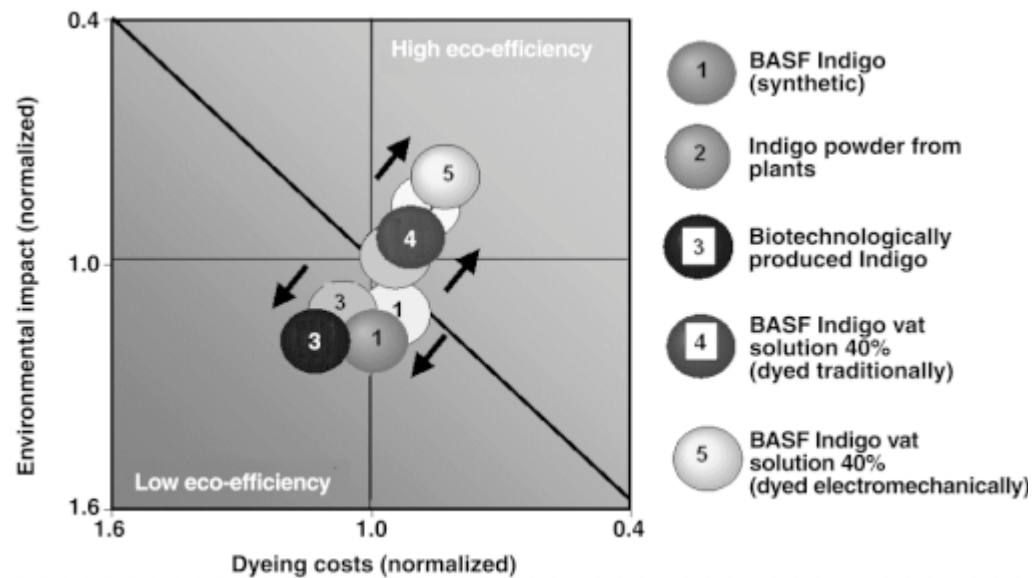 0.4
High eco-efficiency
5
4
1.0
3
1
3
1
Low eco-efficiency
1.6
1.6
1.0
0.4
Environmental impact (normalized)
Dyeing costs (normalized)
1
BASF Indigo
(synthetic)
2
Indigo powder from
plants
3
Biotechnologically
produced Indigo
4
BASF Indigo vat
solution 40%
(dyed traditionally)
5
BASF Indigo vat
solution 40%
(dyed electromechanically)